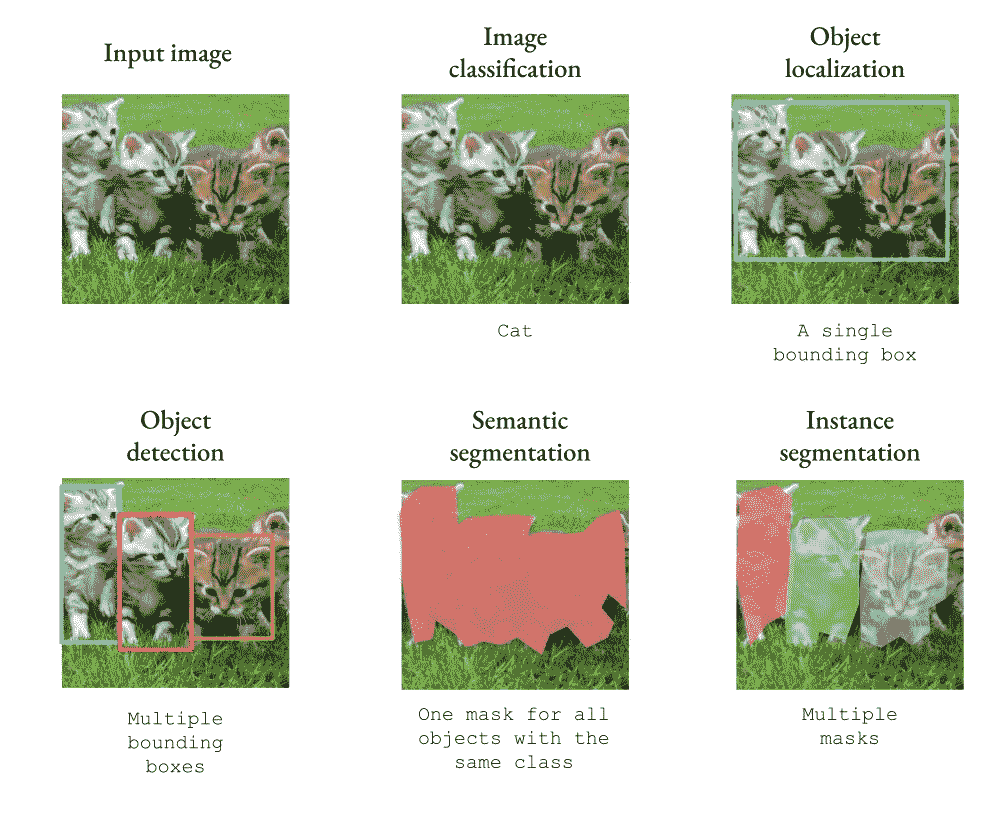 Input image
Image
classification
Object
localization
Cat
A single
bounding box
Object
detection
Semantic
segmentation
Instance
segmentation
Multiple
bounding
boxes
One mask for all
objects with the
same class
Multiple
masks